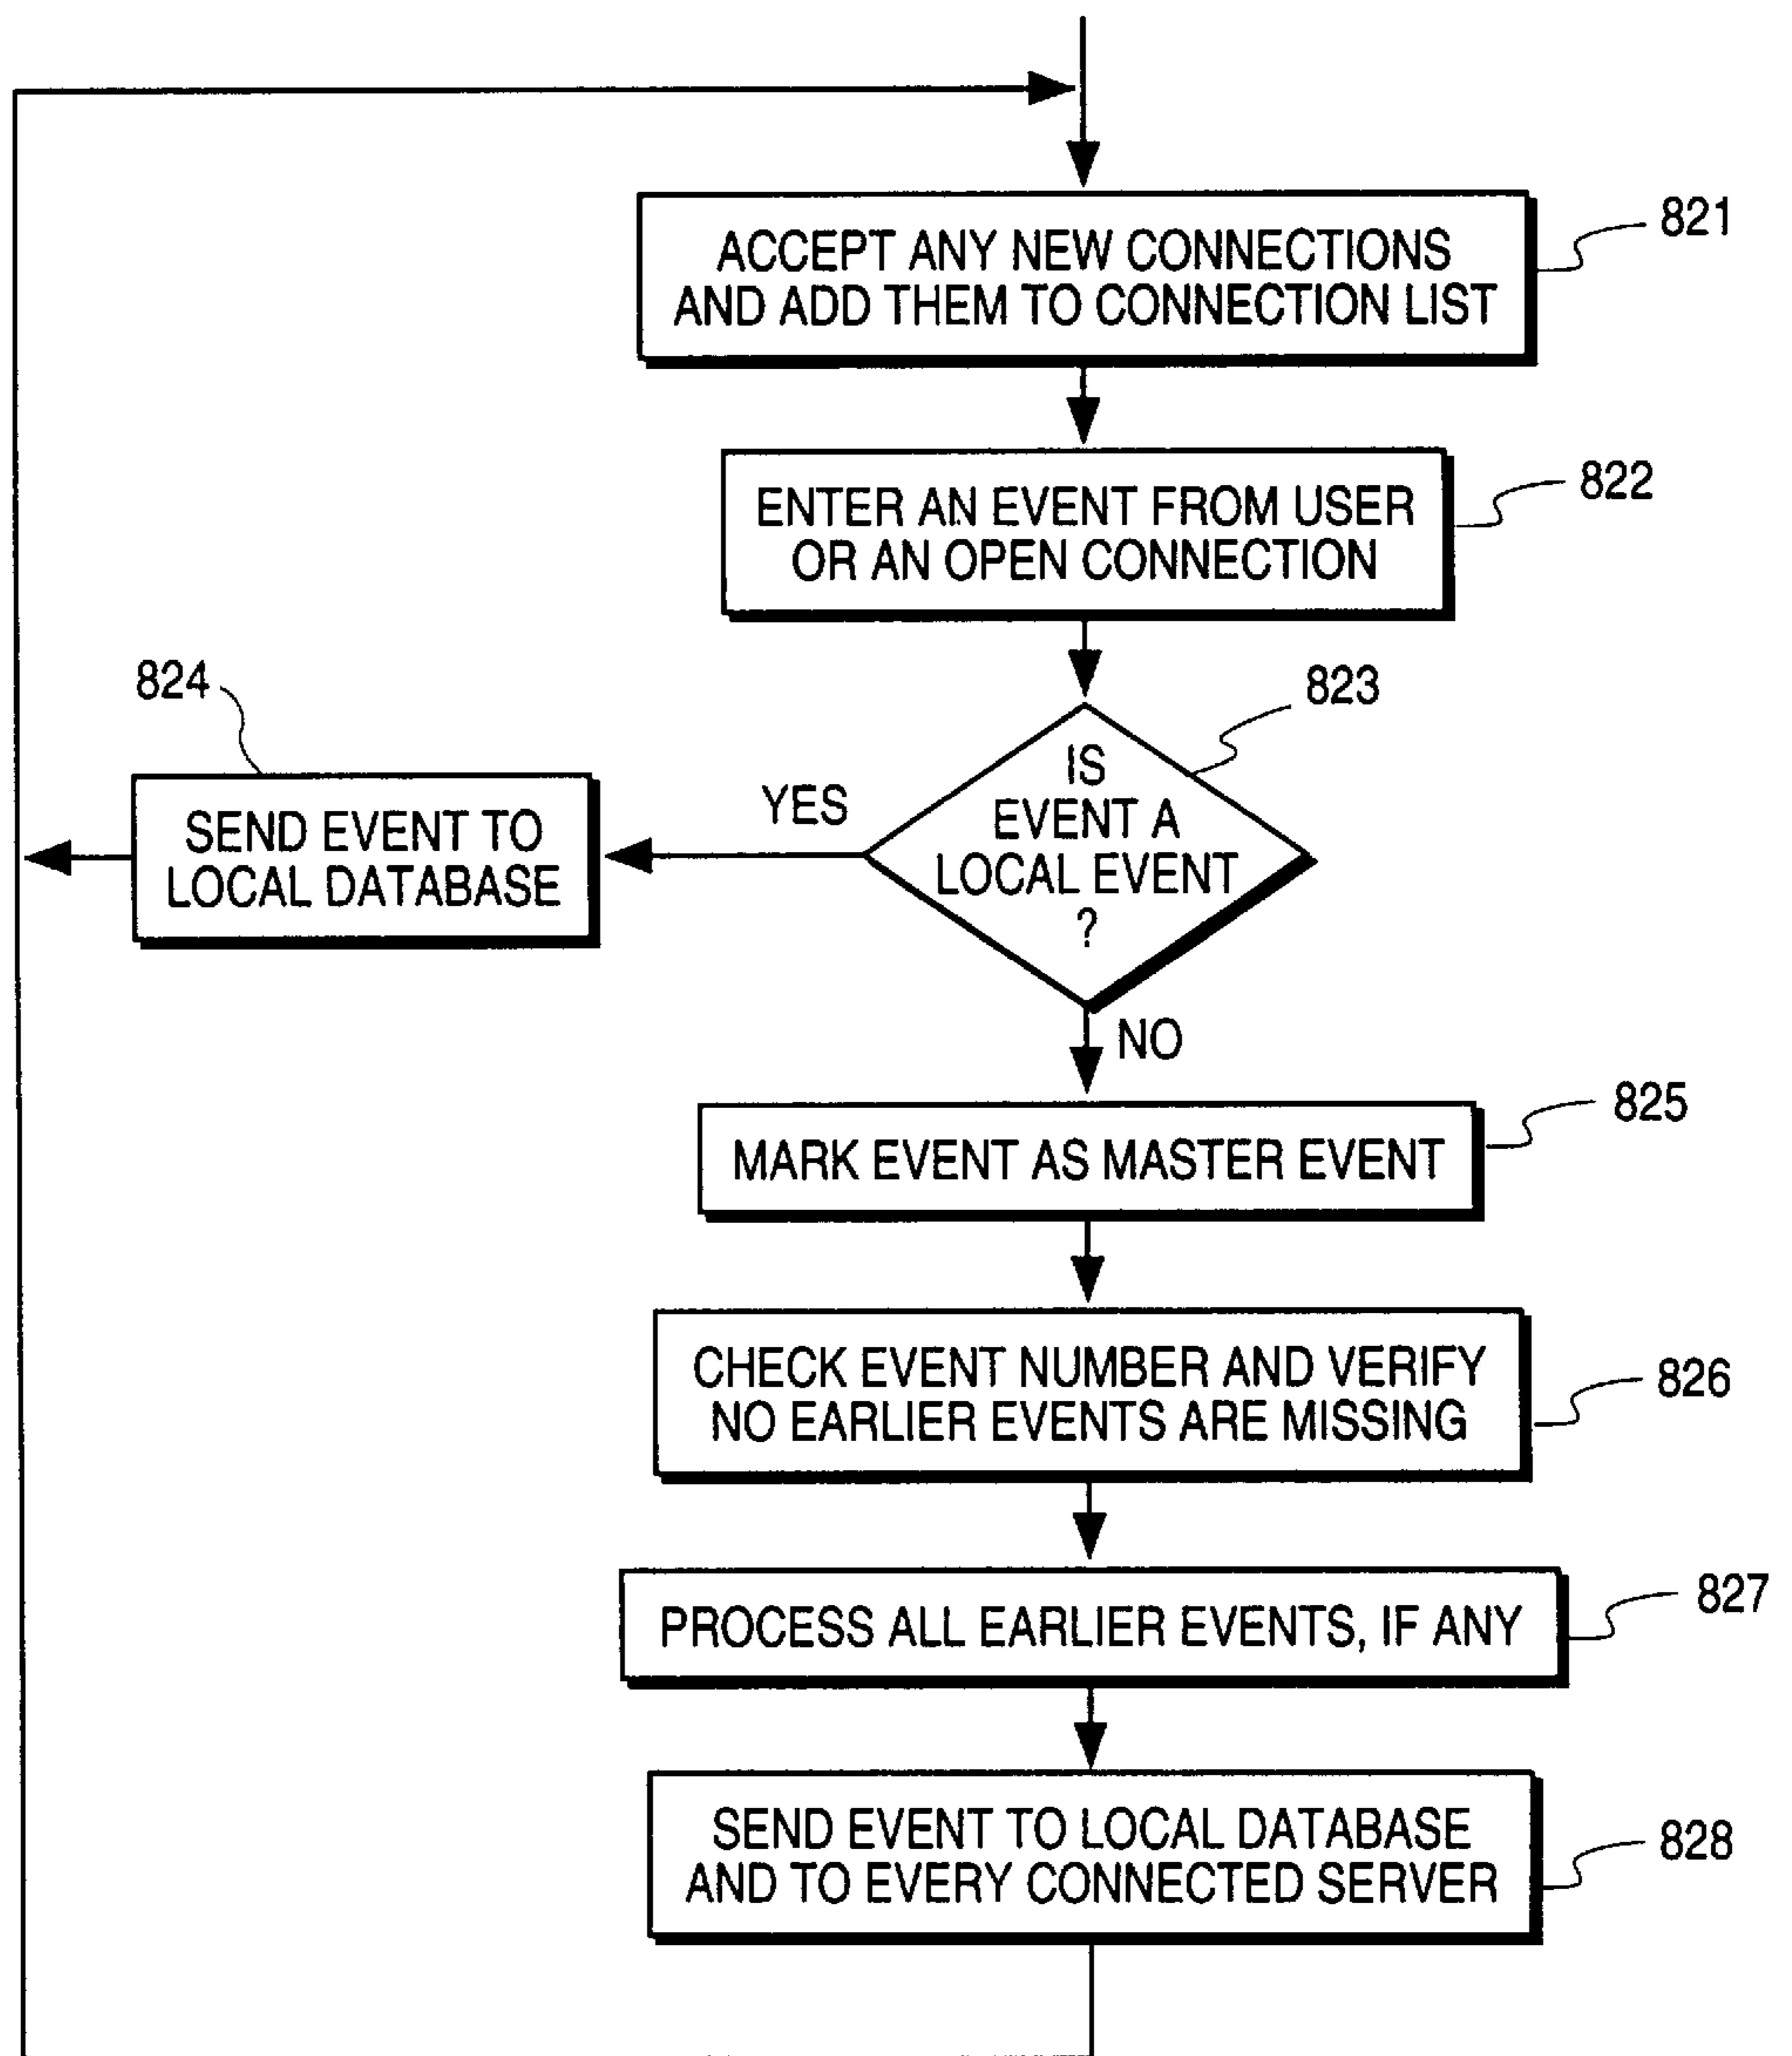 821
ACCEPT ANY NEW CONNECTIONS
AND ADD THEM TO CONNECTION LIST
822
ENTER AN EVENT FROM USER
OR AN OPEN CONNECTION
823
IS
EVENT A
LOCAL EVENT
?
YES
824
SEND EVENT TO
LOCAL DATABASE
NO
825
MARK EVENT AS MASTER EVENT
826
CHECK EVENT NUMBER AND VERIFY
NO EARLIER EVENTS ARE MISSING
827
PROCESS ALL EARLIER EVENTS, IF ANY
828
SEND EVENT TO LOCAL DATABASE
AND TO EVERY CONNECTED SERVER